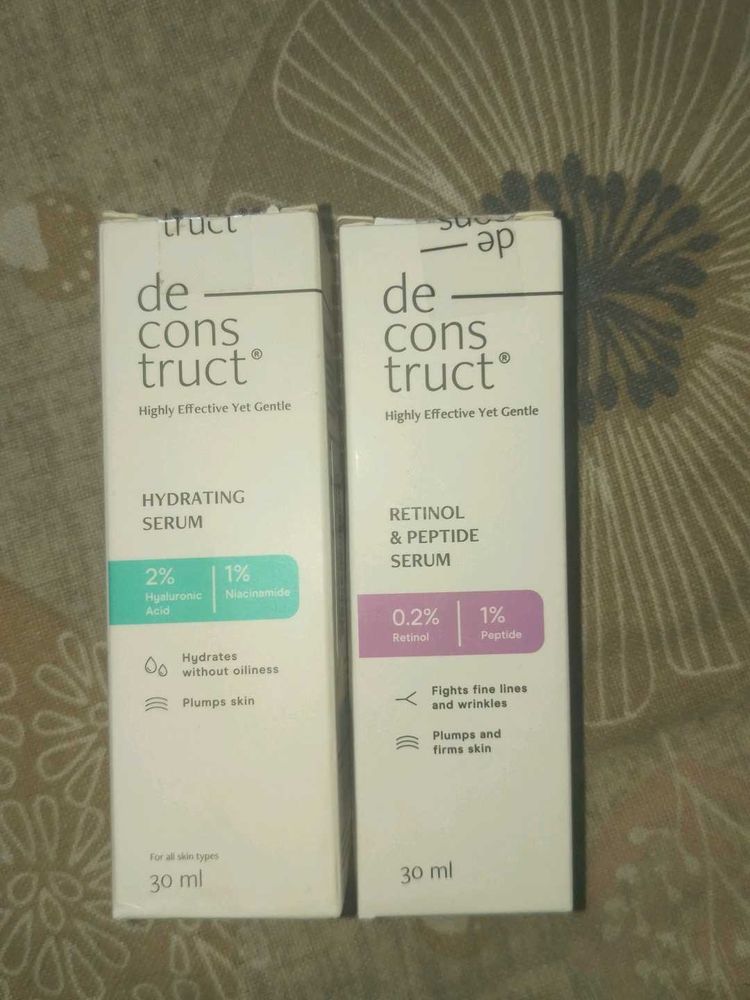 truct
de
cons
truct®
Highly Effective Yet Gentle
HYDRATING
SERUM
2%
Hyaluronic
Acid
1%
Niacinamide
Hydrates
without oiliness
Plumps skin
For all skin types
30 ml
cons
de
de
cons
truct®
Highly Effective Yet Gentle
RETINOL
& PEPTIDE
SERUM
0.2%
Retinol
1%
Peptide
Fights fine lines
and wrinkles
Plumps and
firms skin
30 ml